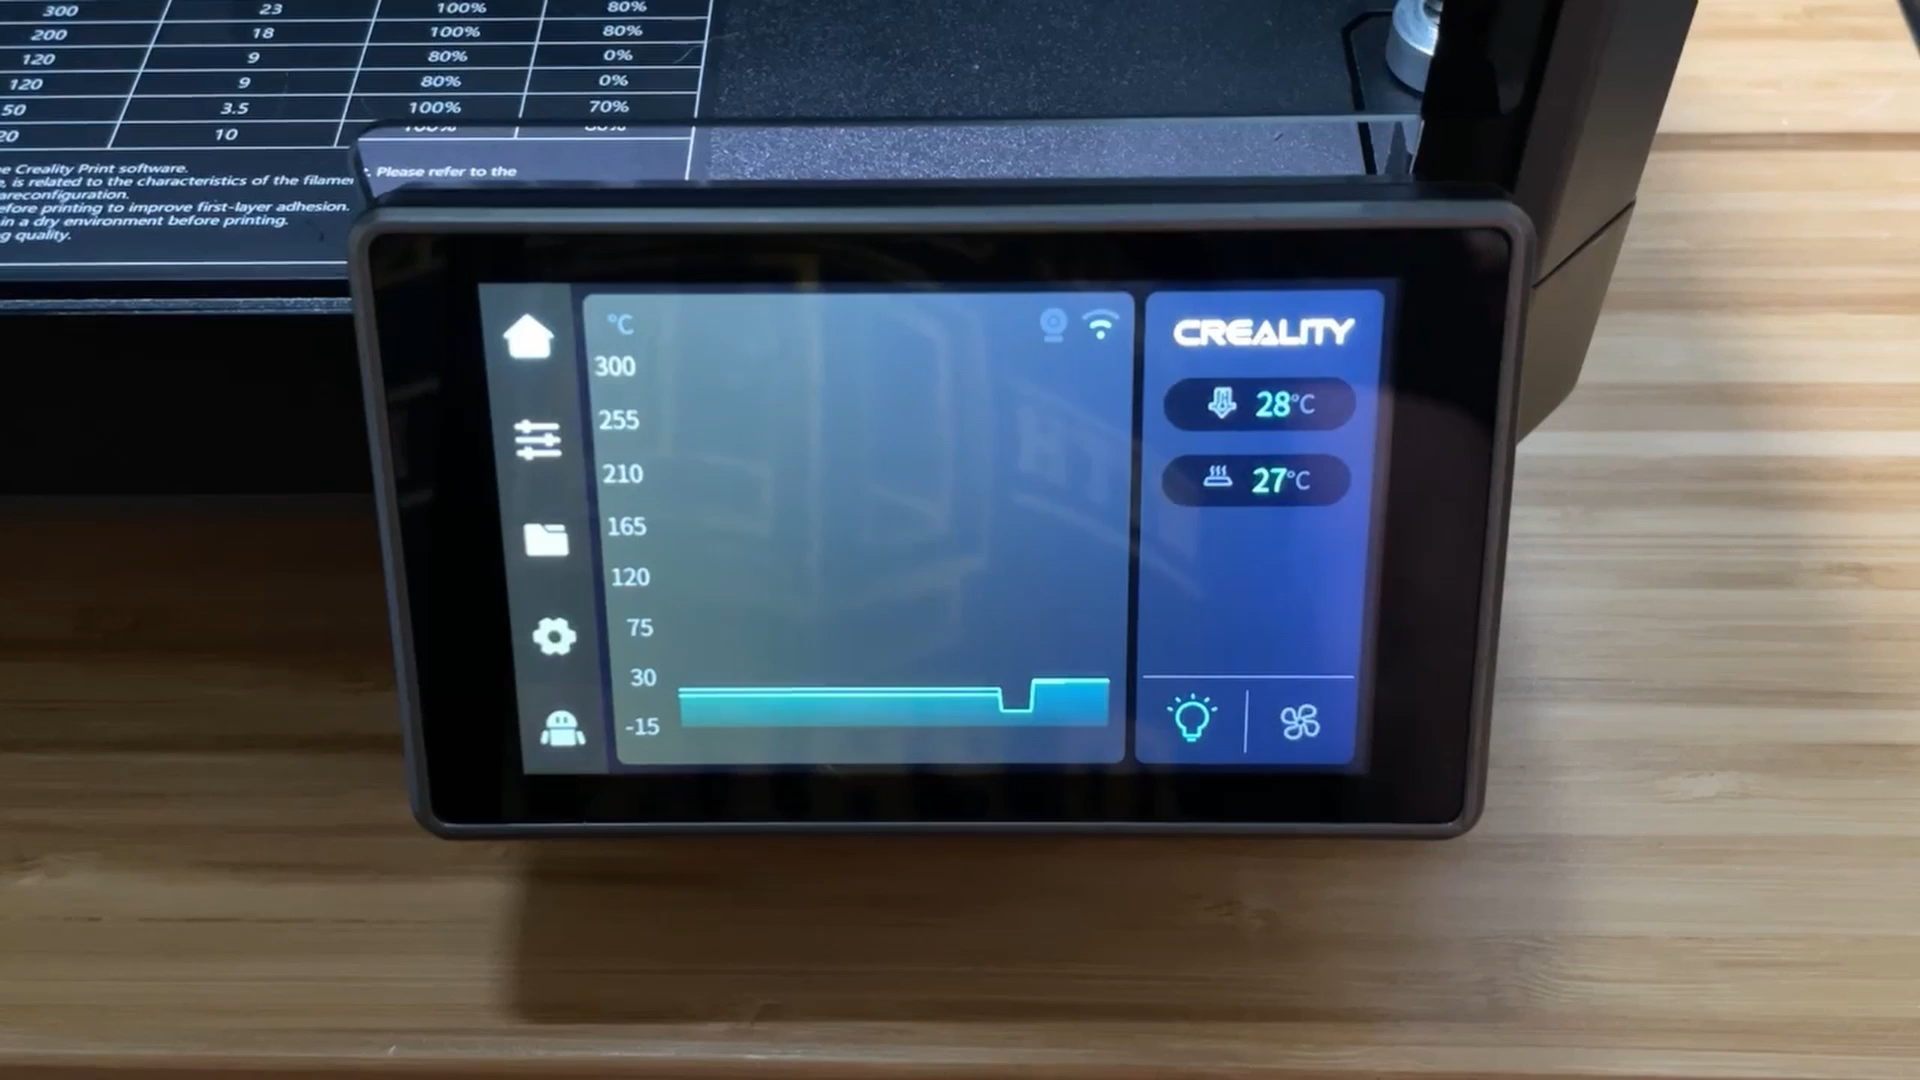 300 23 100% 80%
200 18 100% 80%
120 9 80% 0%
120 9 80% 0%
50 3.5 100% 70%
20 10 100% 80%
e Creality Print software.
, is related to the characteristics of the filamen
. Please refer to the
areconfiguration.
efore printing to improve first-layer adhesion.
in a dry environment before printing.
g quality.
°C
300
255
210
165
120
75
30
-15
CREALITY
28°C
27°C